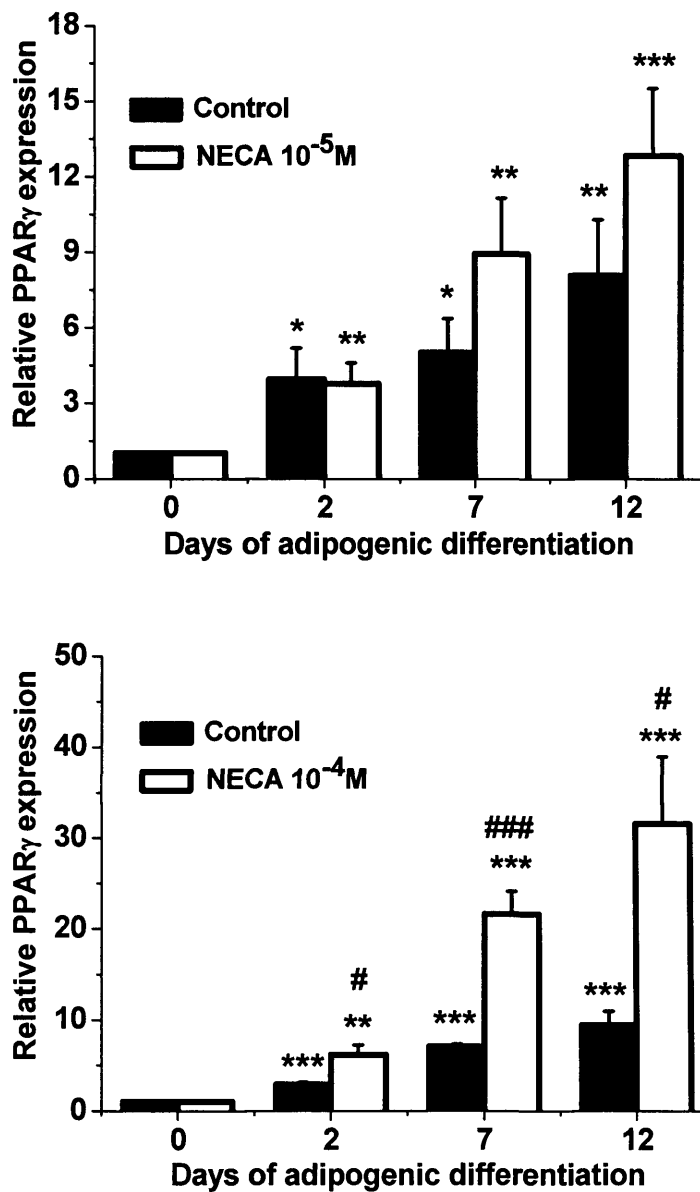 18
15
12
9
6
3
0
Relative PPARγ expression
Control
NECA 10⁻⁵M
*
**
*
**
**
***
0 2 7 12
Days of adipogenic differentiation
50
40
30
20
10
0
Relative PPARγ expression
Control
NECA 10⁻⁴M
***
#
**
***
###
***
***
#
***
0 2 7 12
Days of adipogenic differentiation